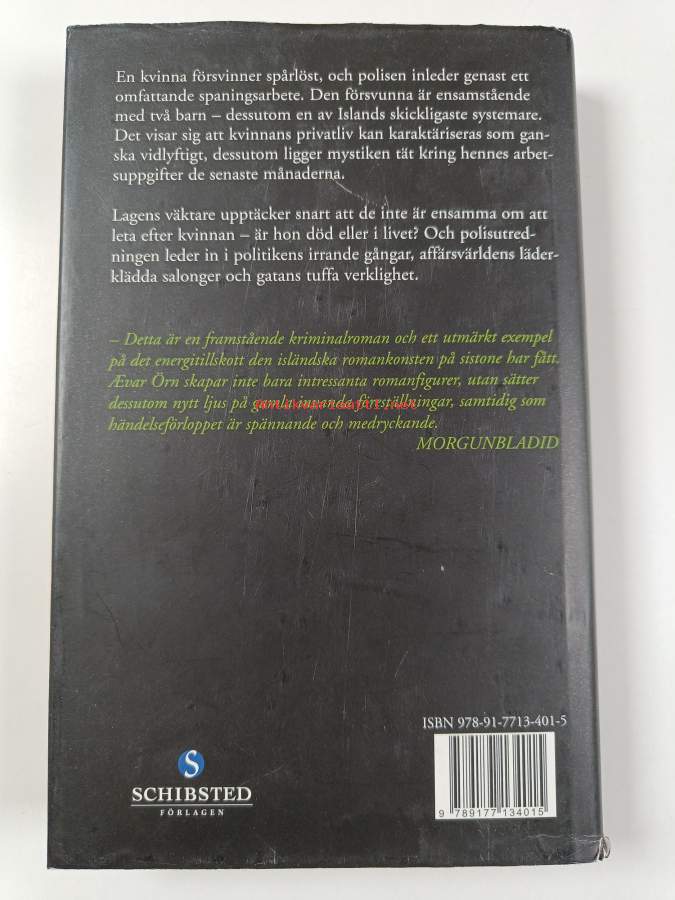 En kvinna försvinner spårlöst, och polisen inleder genast ett
omfattande spaningsarbete. Den försvunna är ensamstående
med två barn – dessutom en av Islands skickligaste systemare.
Det visar sig att kvinnans privatliv kan karaktäriseras som gan-
ska vidlyftigt, dessutom ligger mystiken tät kring hennes arbet-
suppgifter de senaste månaderna.
Lagens väktare upptäcker snart att de inte är ensamma om att
leta efter kvinnan – är hon död eller i livet? Och polisutred-
ningen leder in i politikens irrande gångar, affärsvärldens läder-
klädda salonger och gatans tuffa verklighet.
– Detta är en framstående kriminalroman och ett utmärkt exempel
på det energitillskott den isländska romankonsten på sistone har fått.
Ævar Örn skapar inte bara intressanta romanfigurer, utan sätter
dessutom nytt ljus på gamla invanda föreställningar, samtidig som
händelseförloppet är spännande och medryckande.
MORGUNBLADID
ISBN 978-91-7713-401-5
9 789177 134015
S
SCHIBSTED
FÖRLAGEN